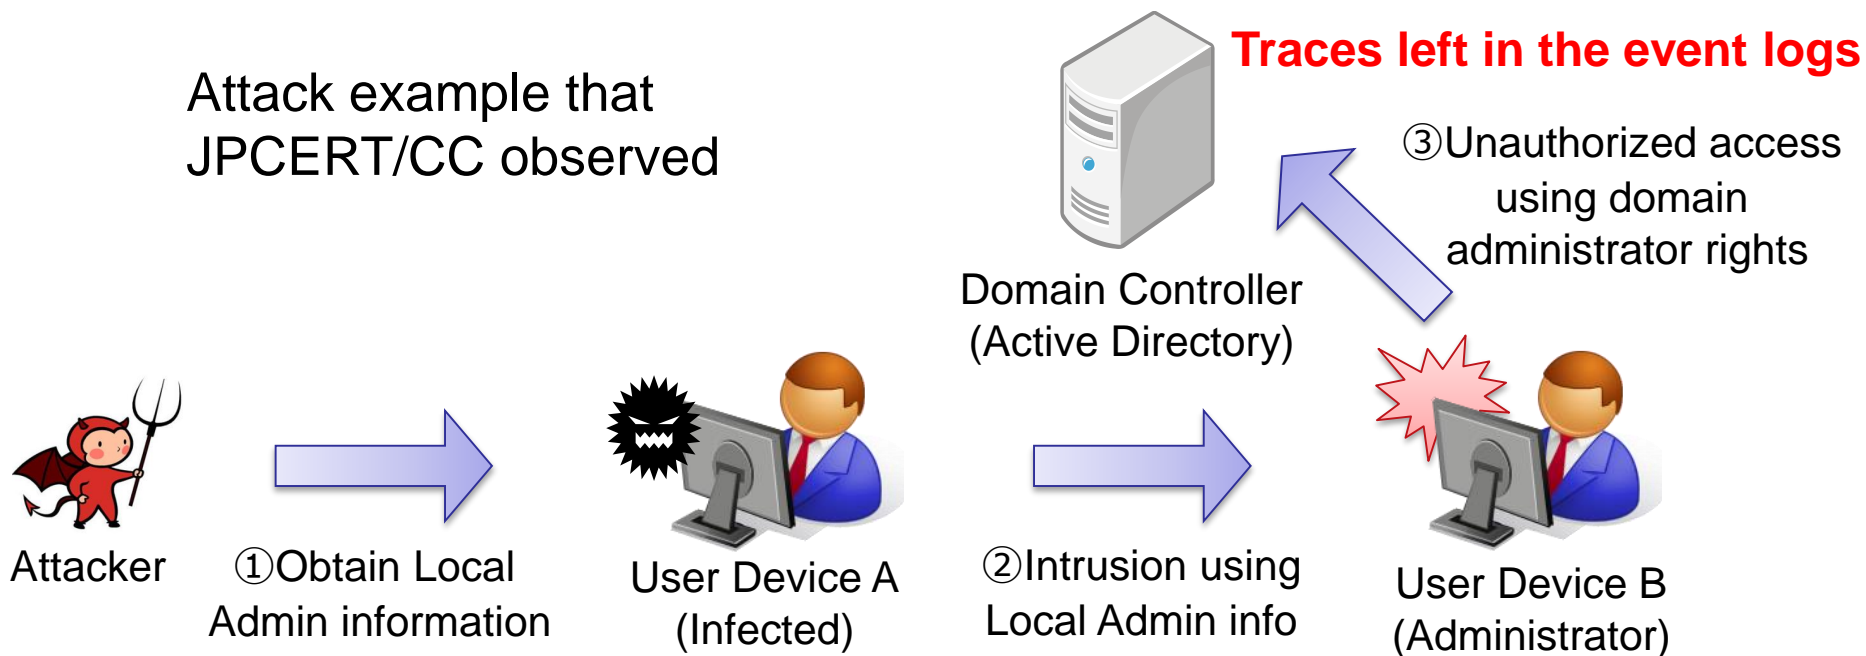 Attack example that
JPCERT/CC observed
Traces left in the event logs
③Unauthorized access
using domain
administrator rights
Domain Controller
(Active Directory)
Attacker
①Obtain Local
Admin information
User Device A
(Infected)
②Intrusion using
Local Admin info
User Device B
(Administrator)